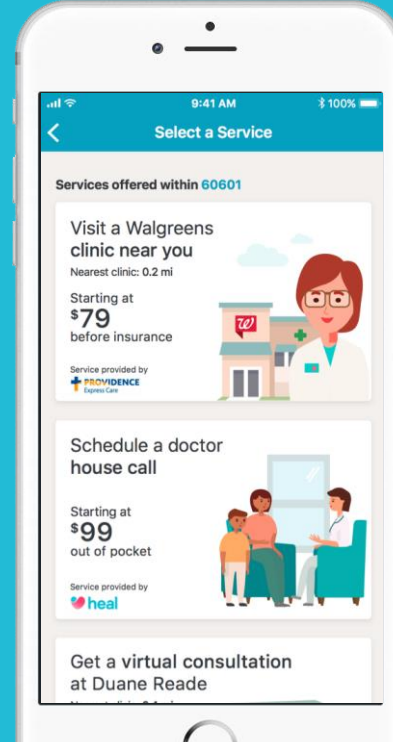 9:41 AM
100%
Select a Service
Services offered within 60601
Visit a Walgreens
clinic near you
Nearest clinic: 0.2 mi
Starting at
$79
before insurance
Service provided by
PROVIDENCE
Express Care
Schedule a doctor
house call
Starting at
$99
out of pocket
Service provided by
heal
Get a virtual consultation
at Duane Reade